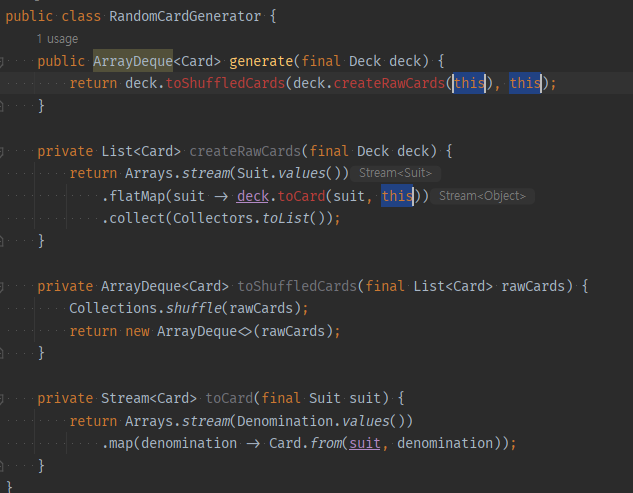 public class RandomCardGenerator {
1 usage
public ArrayDeque<Card> generate(final Deck deck) {
return deck.toShuffledCards(deck.createRawCards(this), this);
}
private List<Card> createRawCards(final Deck deck) {
return Arrays.stream(Suit.values()) Stream<Suit>
.flatMap(suit -> deck.toCard(suit, this)) Stream<Object>
.collect(Collectors.toList());
}
private ArrayDeque<Card> toShuffledCards(final List<Card> rawCards) {
Collections.shuffle(rawCards);
return new ArrayDeque<>(rawCards);
}
private Stream<Card> toCard(final Suit suit) {
return Arrays.stream(Denomination.values())
.map(denomination -> Card.from(suit, denomination));
}
}